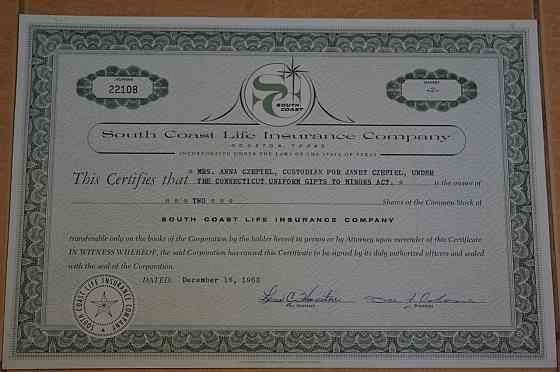 NUMBER
22108
SHARES
-2-
SOUTH
COAST
South Coast Life Insurance Company
HOUSTON, TEXAS
INCORPORATED UNDER THE LAWS OF THE STATE OF TEXAS
This Certifies that * MRS. ANNA CZEPIEL, CUSTODIAN FOR JANET CZEPIEL, UNDER
THE CONNECTICUT UNIFORM GIFTS TO MINORS ACT. * is the owner of
* * * TWO * * * Shares of the Common Stock of
SOUTH COAST LIFE INSURANCE COMPANY
transferable only on the books of the Corporation by the holder hereof in person or by Attorney upon surrender of this Certificate
IN WITNESS WHEREOF, the said Corporation has caused this Certificate to be signed by its duly authorized officers and sealed
with the seal of the Corporation.
DATED: December 16, 1963
SOUTH COAST LIFE INSURANCE COMPANY